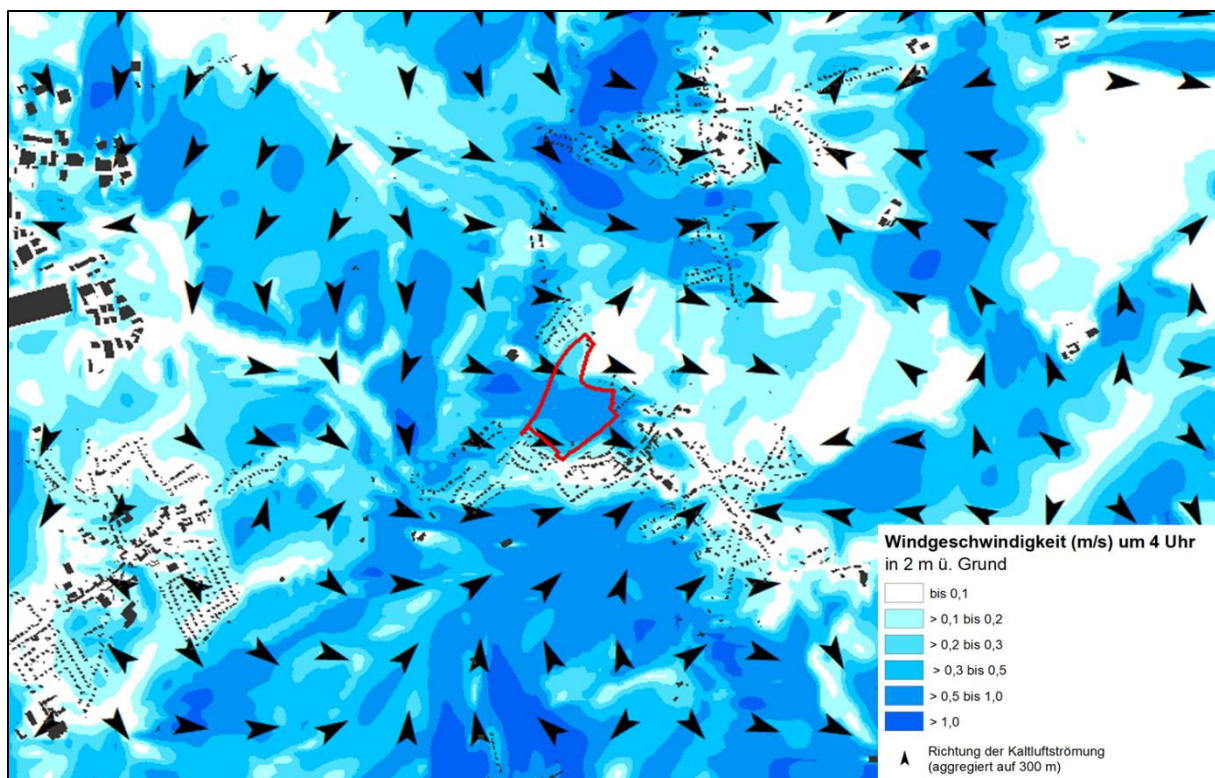 Windgeschwindigkeit (m/s) um 4 Uhr
in 2 m ü. Grund
bis 0,1
> 0,1 bis 0,2
> 0,2 bis 0,3
> 0,3 bis 0,5
> 0,5 bis 1,0
> 1,0
Richtung der Kaltluftströmung
(aggregiert auf 300 m)